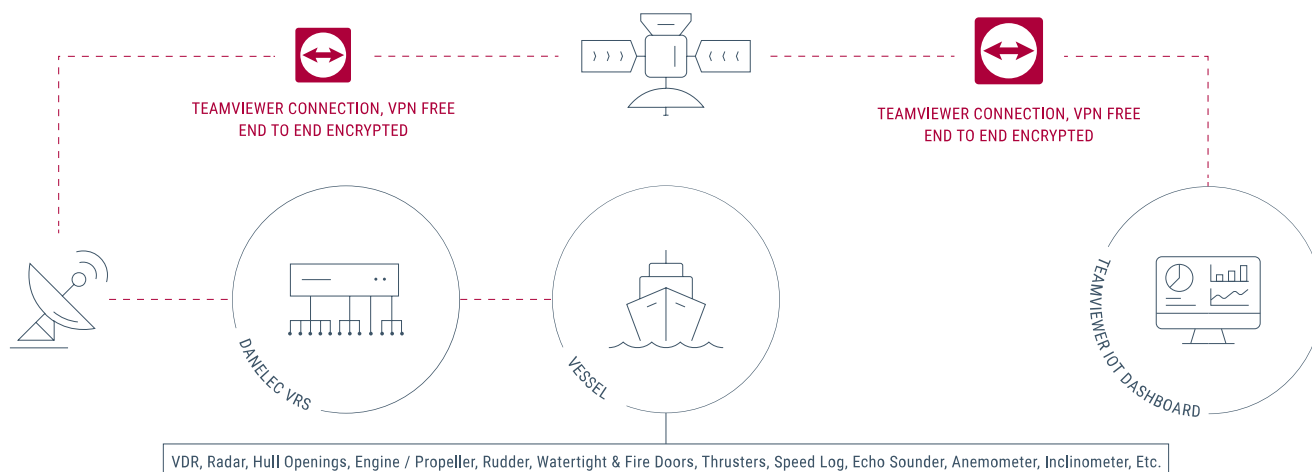 TEAMVIEWER CONNECTION, VPN FREE
END TO END ENCRYPTED
TEAMVIEWER CONNECTION, VPN FREE
END TO END ENCRYPTED
DANELEC VRS
VESSEL
TEAMVIEWER IOT DASHBOARD
VDR, Radar, Hull Openings, Engine / Propeller, Rudder, Watertight & Fire Doors, Thrusters, Speed Log, Echo Sounder, Anemometer, Inclinometer, Etc.